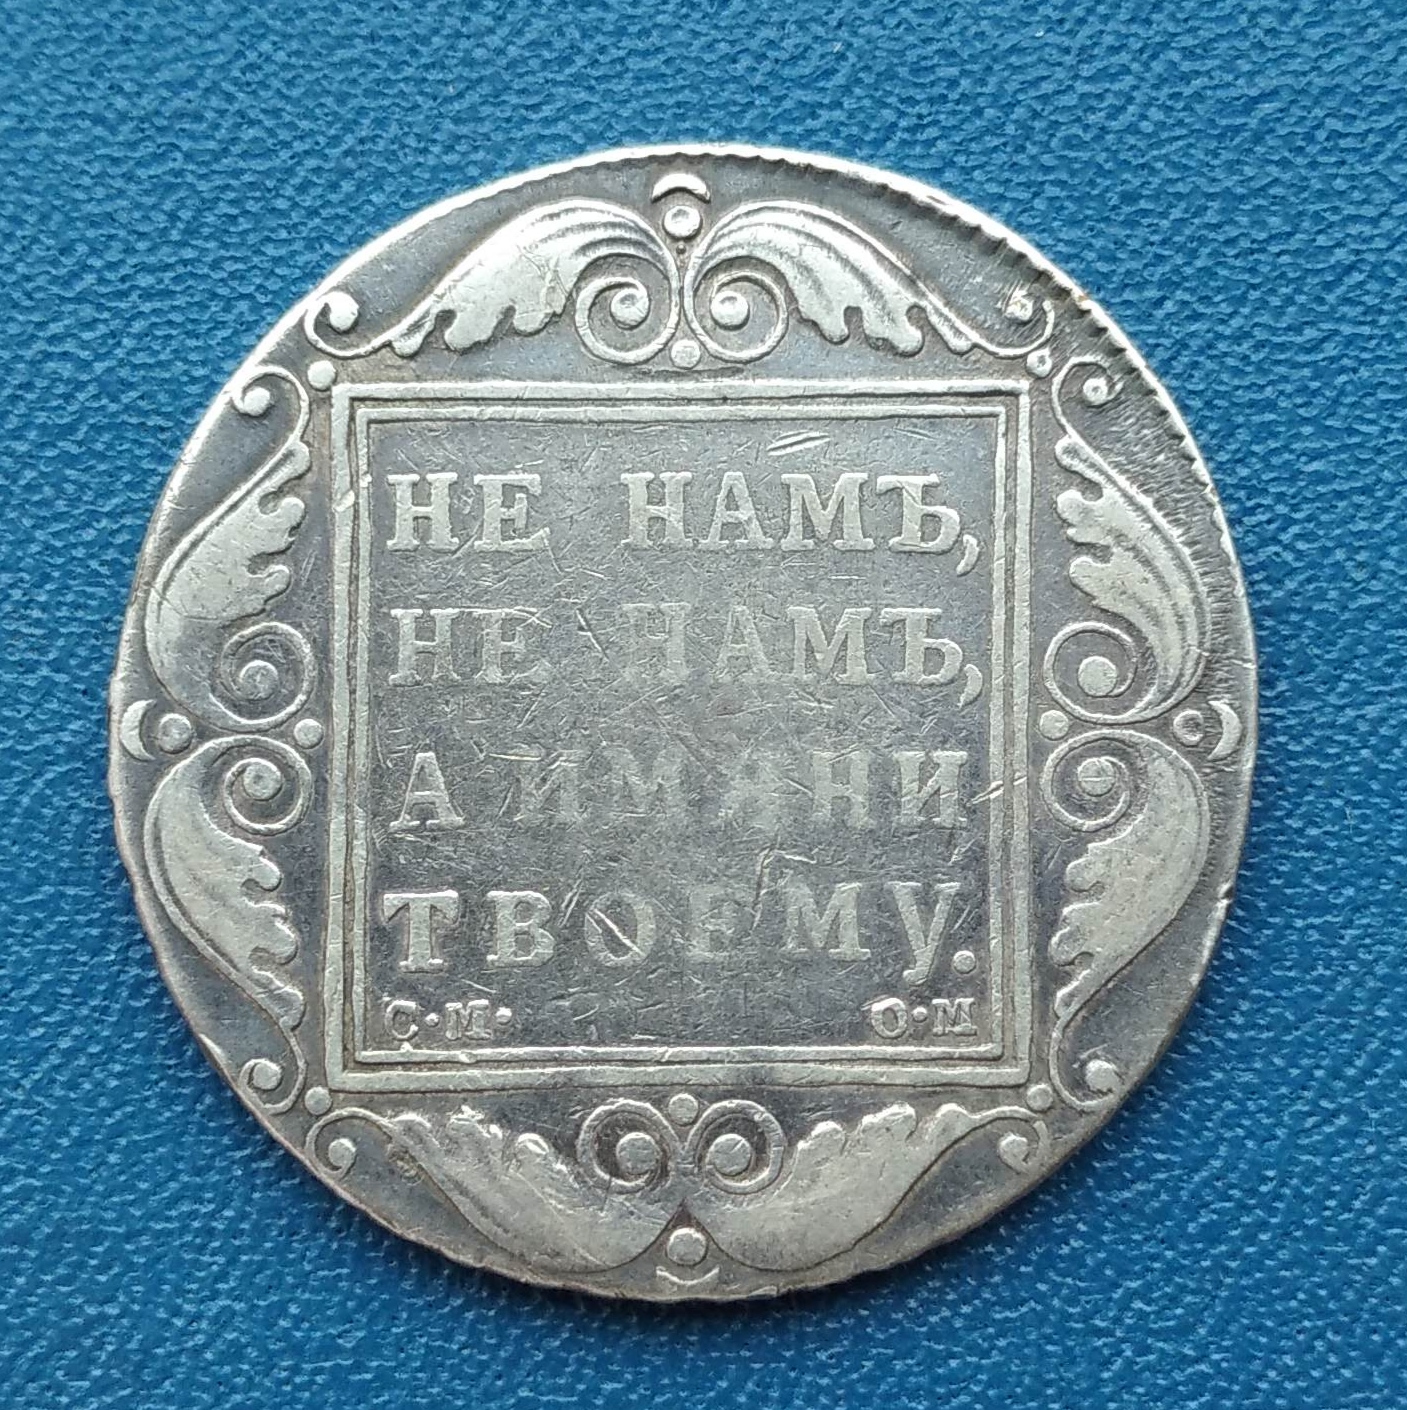 НЕ НАМЪ,
НЕ НАМЪ,
А ИМЯНИ
ТВОЕМУ.
С·М· О·М